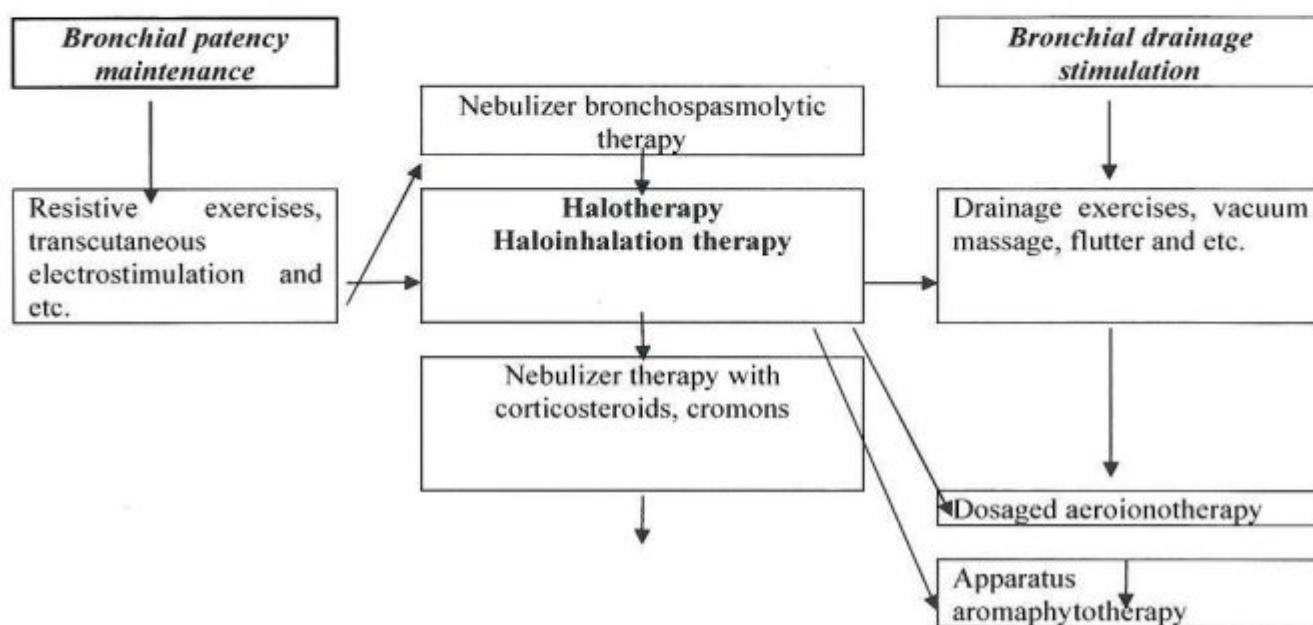 Bronchial patency
maintenance
Bronchial drainage
stimulation
Nebulizer bronchospasmolytic
therapy
Resistive exercises,
transcutaneous
electrostimulation and
etc.
Halotherapy
Haloinhalation therapy
Drainage exercises, vacuum
massage, flutter and etc.
Nebulizer therapy with
corticosteroids, cromons
Dosaged aeroionotherapy
Apparatus
aromaphytotherapy